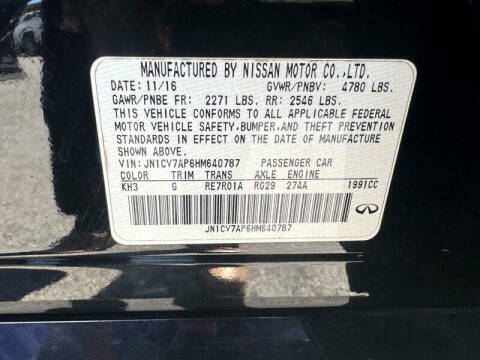 MANUFACTURED BY NISSAN MOTOR CO.,LTD.
DATE: 11/16 GVWR/PNBV: 4780 LBS.
GAWR/PNBE FR: 2271 LBS. RR: 2546 LBS.
THIS VEHICLE CONFORMS TO ALL APPLICABLE FEDERAL
MOTOR VEHICLE SAFETY,BUMPER,AND THEFT PREVENTION
STANDARDS IN EFFECT ON THE DATE OF MANUFACTURE
SHOWN ABOVE.
VIN: JN1CV7AP6HM640787 PASSENGER CAR
COLOR TRIM TRANS AXLE ENGINE
KH3 G RE7R01A RG29 274A 1991CC
JN1CV7AP6HM640787